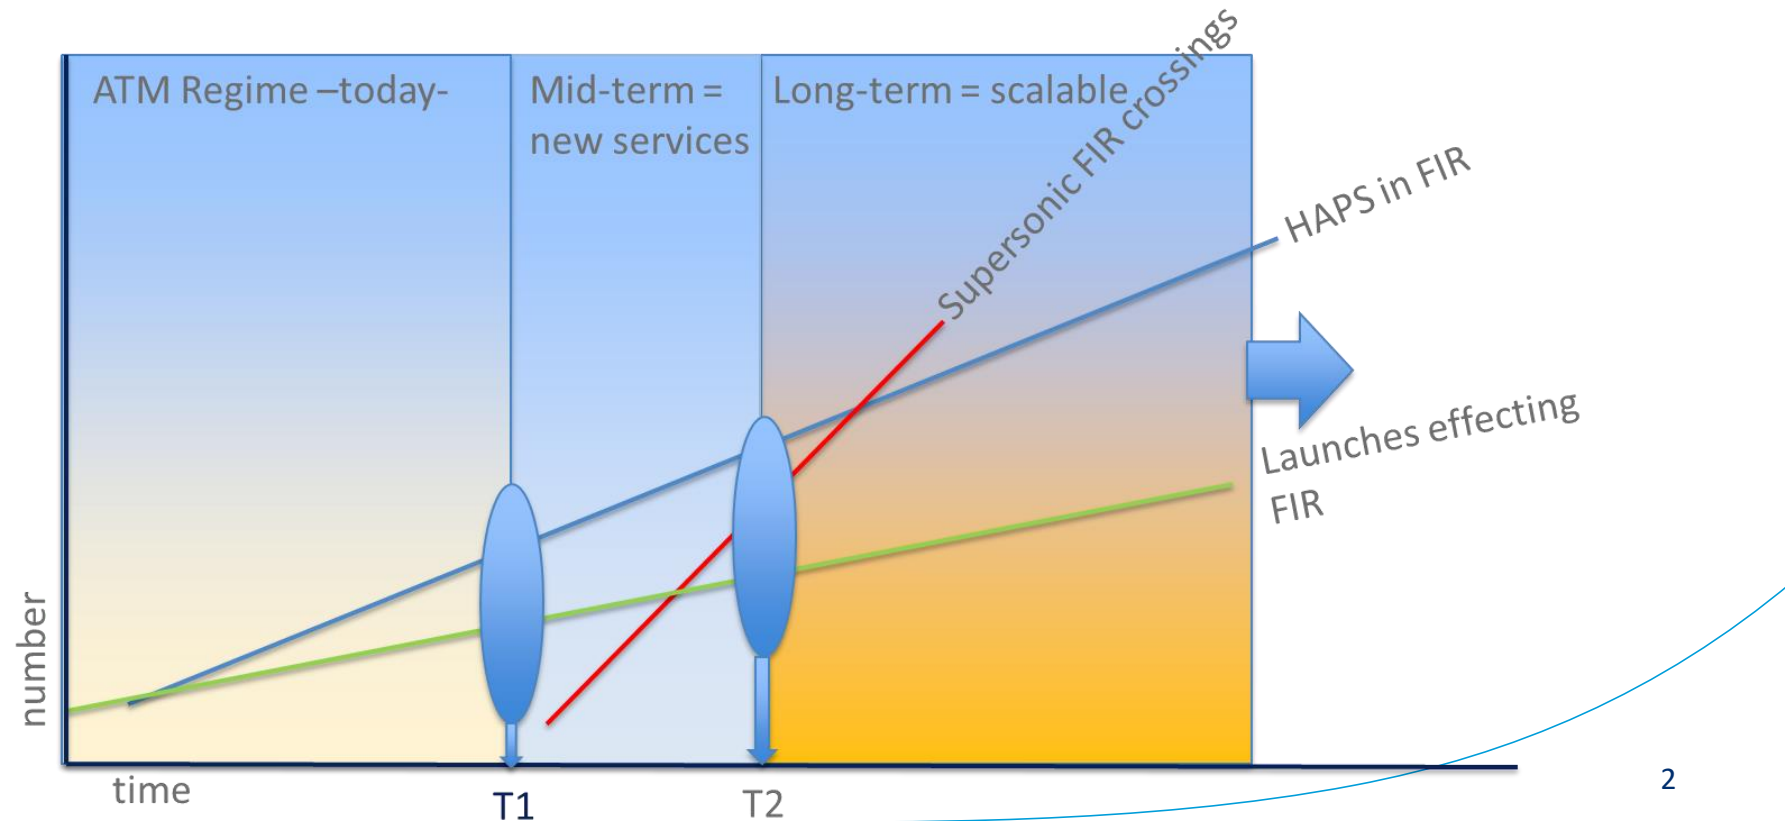 ATM Regime –today-
Mid-term =
new services
Long-term = scalable
Supersonic FIR crossings
HAPS in FIR
Launches effecting
FIR
number
time
T1
T2
2